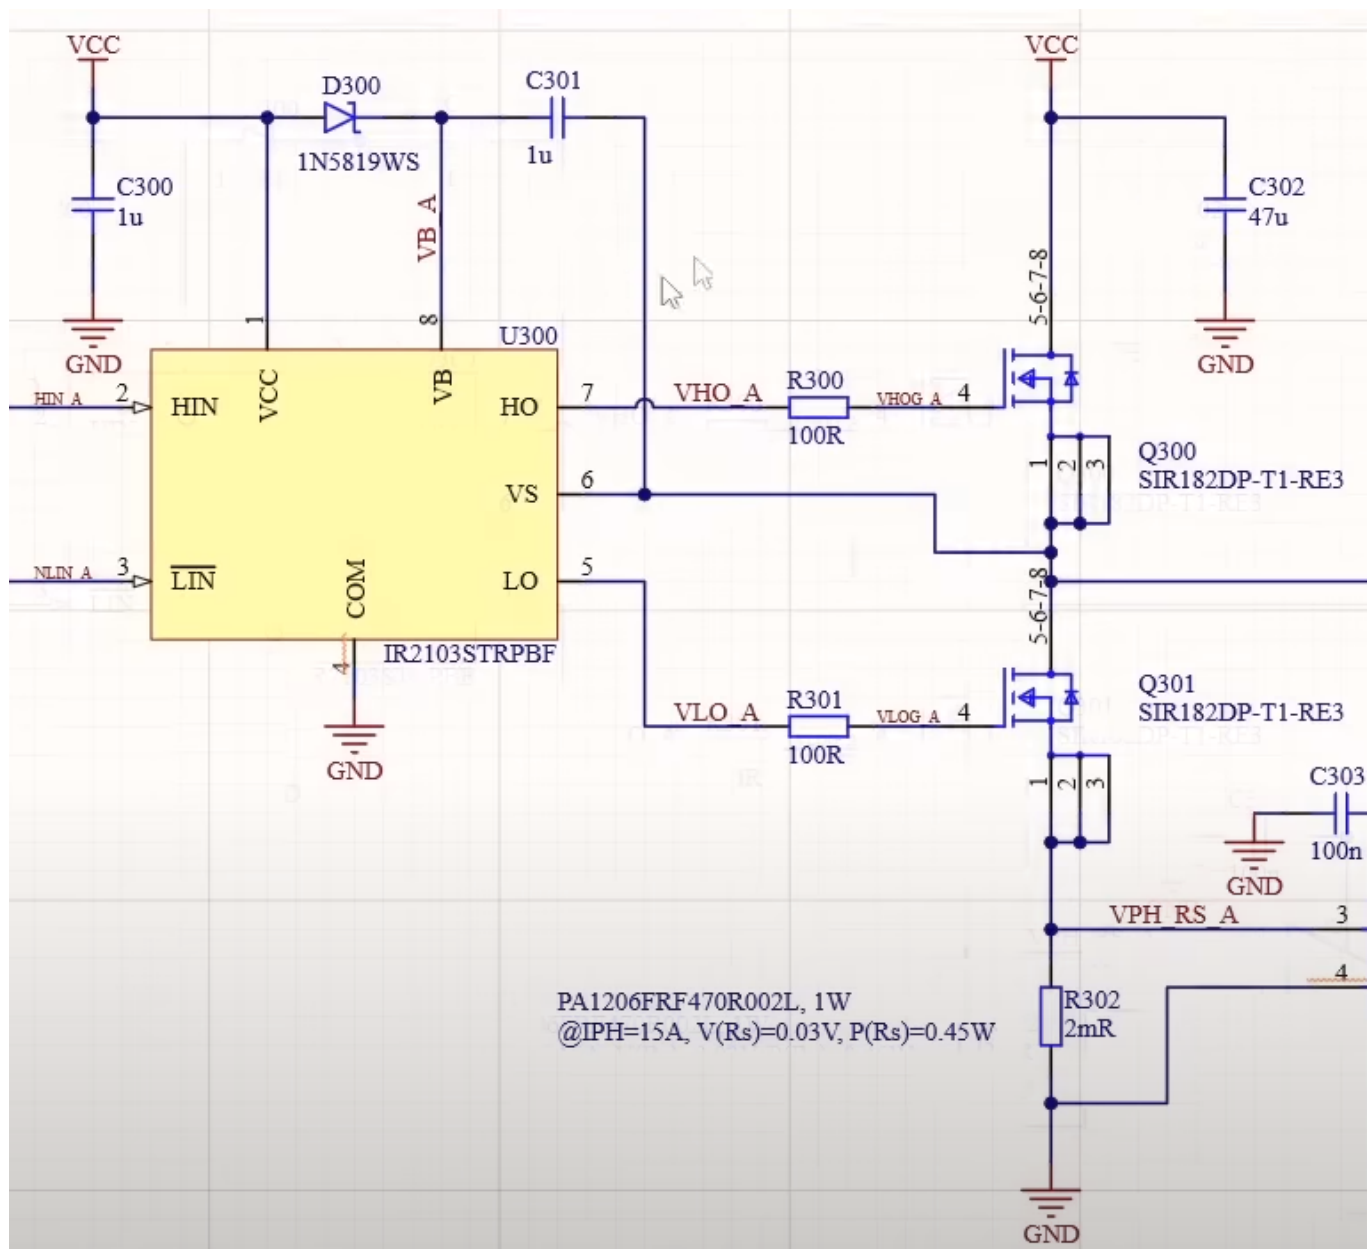 VCC
VCC
D300
C301
1N5819WS
1u
C300
1u
C302
47u
VB_A
5-6-7-8
1
8
U300
GND
GND
HIN_A
2
HIN
VCC
VB
HO
7
VHO_A
R300
100R
VHOG_A
4
1
2
3
Q300
SIR182DP-T1-RE3
VS
6
NLIN_A
3
LIN
COM
LO
5
5-6-7-8
IR2103STRPBF
4
GND
VLO_A
R301
100R
VLOG_A
4
Q301
SIR182DP-T1-RE3
1
2
3
C303
100n
GND
VPH_RS_A
3
4
PA1206FRF470R002L, 1W
@IPH=15A, V(Rs)=0.03V, P(Rs)=0.45W
R302
2mR
GND